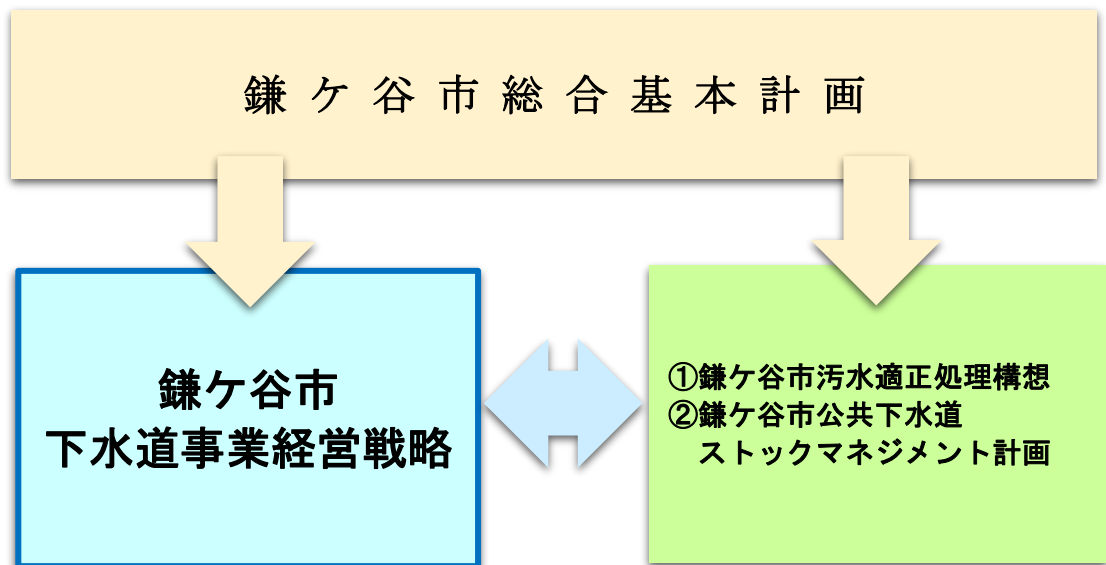 鎌ケ谷市総合基本計画
鎌ケ谷市
下水道事業経営戦略
①鎌ケ谷市汚水適正処理構想
②鎌ケ谷市公共下水道
ストックマネジメント計画